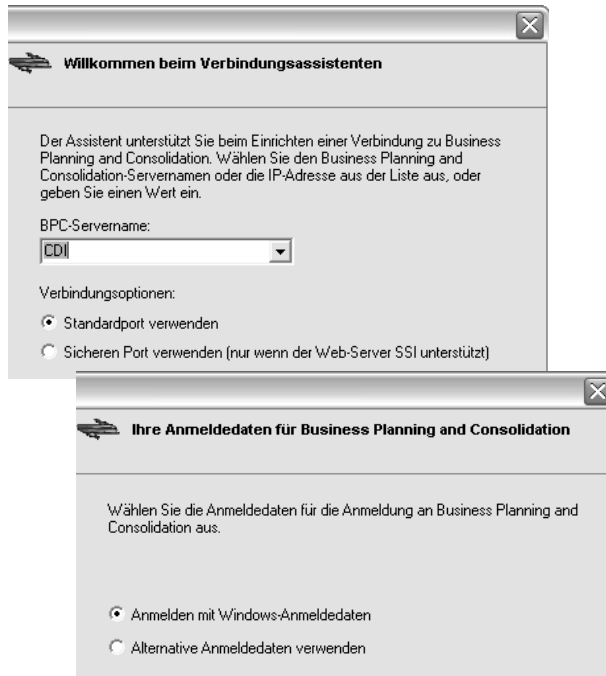 Willkommen beim Verbindungsassistenten
Der Assistent unterstützt Sie beim Einrichten einer Verbindung zu Business
Planning and Consolidation. Wählen Sie den Business Planning and
Consolidation-Servernamen oder die IP-Adresse aus der Liste aus, oder
geben Sie einen Wert ein.
BPC-Servername:
CDI
Verbindungsoptionen:
Standardport verwenden
Sicheren Port verwenden (nur wenn der Web-Server SSl unterstützt)
Ihre Anmeldedaten für Business Planning and Consolidation
Wählen Sie die Anmeldedaten für die Anmeldung an Business Planning and
Consolidation aus.
Anmelden mit Windows-Anmeldedaten
Alternative Anmeldedaten verwenden